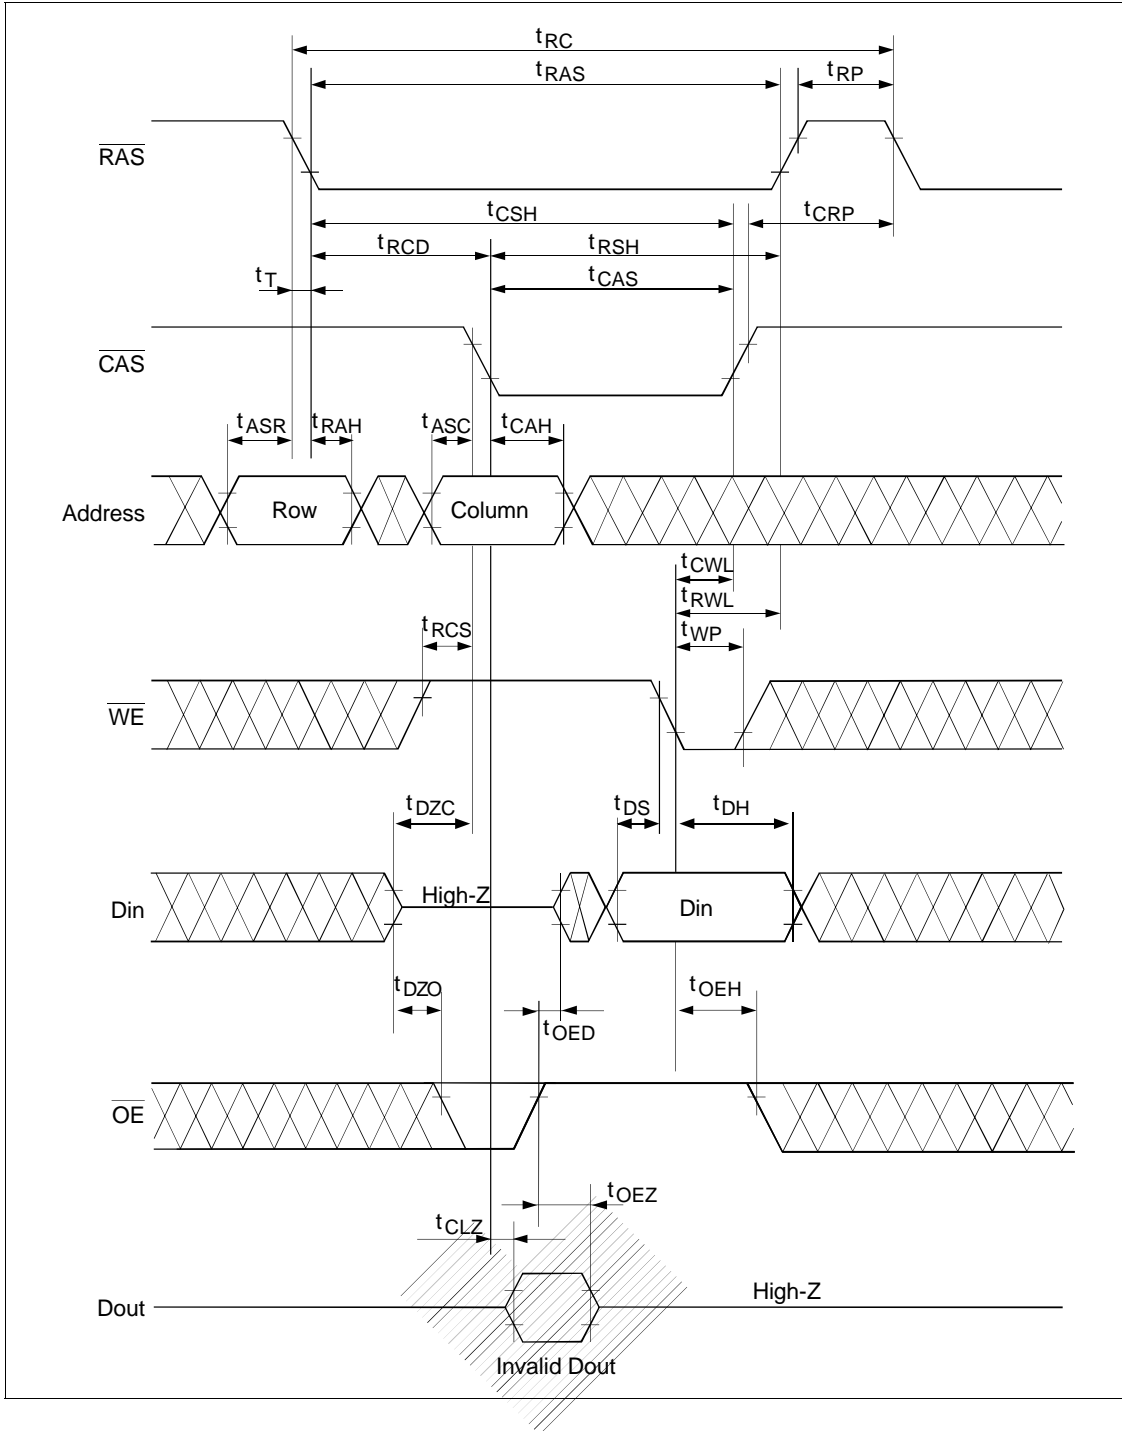 tRC
tRAS
tRP
RAS
tCSH
tCRP
tRCD
tRSH
tT
tCAS
CAS
tASR
tRAH
tASC
tCAH
Address
Row
Column
tCWL
tRWL
tRCS
tWP
WE
tDZC
tDS
tDH
High-Z
Din
Din
tDZO
tOEH
tOED
OE
tOEZ
tCLZ
High-Z
Dout
Invalid Dout